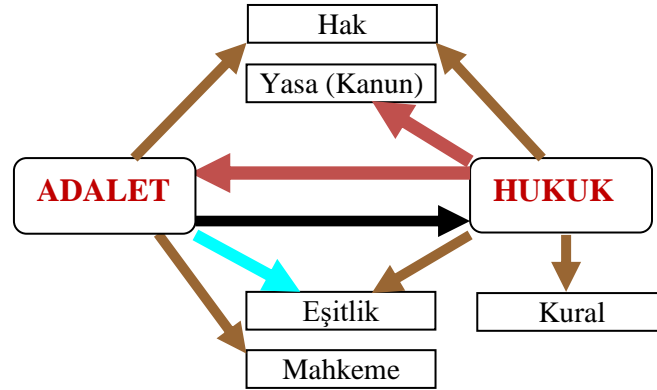 Hak
Yasa (Kanun)
ADALET
HUKUK
Eşitlik
Kural
Mahkeme